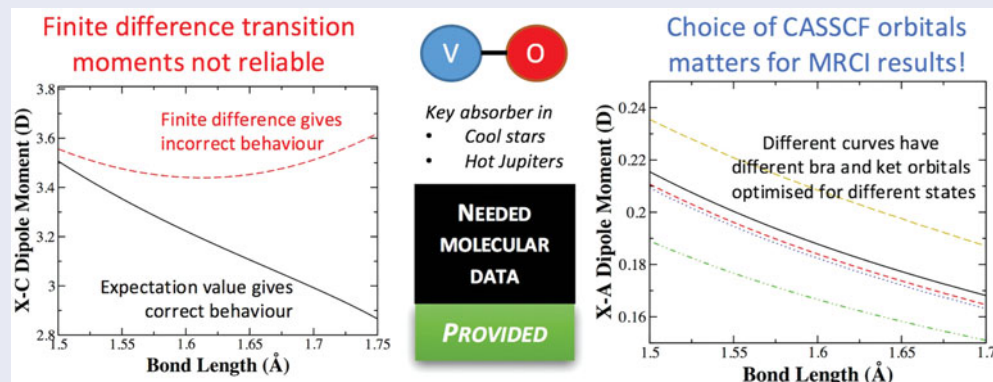 Finite difference transition
moments not reliable
3.8
3.6
3.4
3.2
3
2.8
X-C Dipole Moment (D)
Finite difference gives
incorrect behaviour
Expectation value gives
correct behaviour
1.5
1.55
1.6
1.65
1.7
1.75
Bond Length (Å)
V
O
Key absorber in
• Cool stars
• Hot Jupiters
NEEDED
MOLECULAR
DATA
PROVIDED
Choice of CASSCF orbitals
matters for MRCI results!
0.24
0.22
0.2
0.18
0.16
X-A Dipole Moment (D)
Different curves have
different bra and ket orbitals
optimised for different states
1.5
1.55
1.6
1.65
Bond Length (Å)